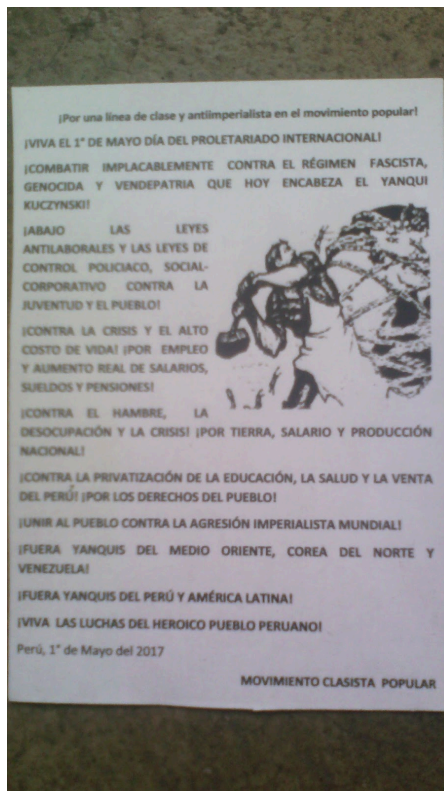 ¡Por una línea de clase y antiimperialista en el movimiento popular!
¡VIVA EL 1° DE MAYO DÍA DEL PROLETARIADO INTERNACIONAL!
¡COMBATIR IMPLACABLEMENTE CONTRA EL RÉGIMEN FASCISTA,
GENOCIDA Y VENDEPATRIA QUE HOY ENCABEZA EL YANQUI
KUCZYNSKI!
¡ABAJO LAS LEYES
ANTILABORALES Y LAS LEYES DE
CONTROL POLICIACO, SOCIAL-
CORPORATIVO CONTRA LA
JUVENTUD Y EL PUEBLO!
¡CONTRA LA CRISIS Y EL ALTO
COSTO DE VIDA! ¡POR EMPLEO
Y AUMENTO REAL DE SALARIOS,
SUELDOS Y PENSIONES!
¡CONTRA EL HAMBRE, LA
DESOCUPACIÓN Y LA CRISIS! ¡POR TIERRA, SALARIO Y PRODUCCIÓN
NACIONAL!
¡CONTRA LA PRIVATIZACIÓN DE LA EDUCACIÓN, LA SALUD Y LA VENTA
DEL PERÚ! ¡POR LOS DERECHOS DEL PUEBLO!
¡UNIR AL PUEBLO CONTRA LA AGRESIÓN IMPERIALISTA MUNDIAL!
¡FUERA YANQUIS DEL MEDIO ORIENTE, COREA DEL NORTE Y
VENEZUELA!
¡FUERA YANQUIS DEL PERÚ Y AMÉRICA LATINA!
¡VIVA LAS LUCHAS DEL HEROICO PUEBLO PERUANO!
Perú, 1° de Mayo del 2017
MOVIMIENTO CLASISTA POPULAR